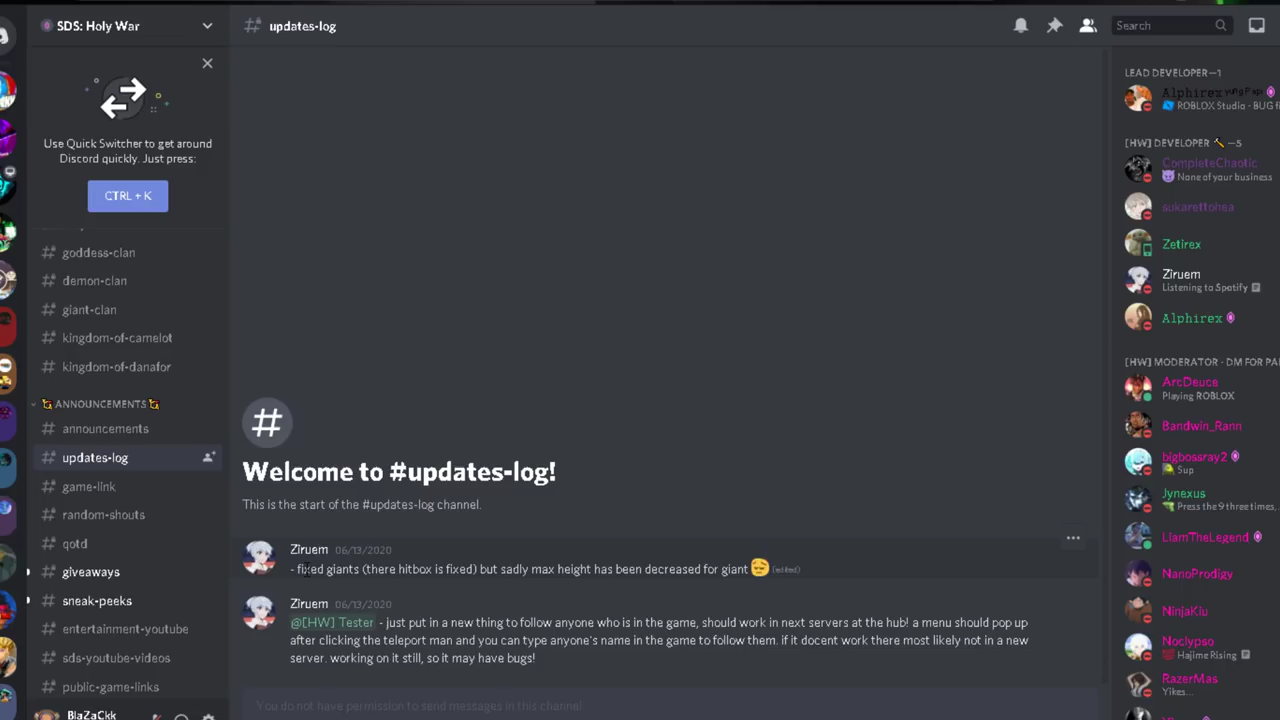 SDS: Holy War
Use Quick Switcher to get around
Discord quickly. Just press:
CTRL + K
goddess-clan
demon-clan
giant-clan
kingdom-of-camelot
kingdom-of-danafor
ANNOUNCEMENTS
announcements
updates-log
game-link
random-shouts
qotd
giveaways
sneak-peeks
entertainment-youtube
sds-youtube-videos
public-game-links
BlaZaCkk
# updates-log
Search
Welcome to #updates-log!
This is the start of the #updates-log channel.
Ziruem 06/13/2020
- fixed giants (there hitbox is fixed) but sadly max height has been decreased for giant (edited)
Ziruem 06/13/2020
@[HW] Tester - just put in a new thing to follow anyone who is in the game, should work in next servers at the hub! a menu should pop up
after clicking the teleport man and you can type anyone's name in the game to follow them. if it docent work there most likely not in a new
server. working on it still, so it may have bugs!
You do not have permission to send messages in this channel!
LEAD DEVELOPER—1
Alphirex
ROBLOX Studio - BUG fi
[HW] DEVELOPER —5
CompleteChaotic
None of your business
sukarettohea
Zetirex
Ziruem
Listening to Spotify
Alphirex
[HW] MODERATOR - DM FOR PA
ArcDeuce
Playing ROBLOX
Bandwin_Rann
bigbossray2
Sup
Jynexus
Press the 9 three times,
LiamTheLegend
NanoProdigy
NinjaKiu
Noclypso
Hajime Rising
RazerMas
Yikes...